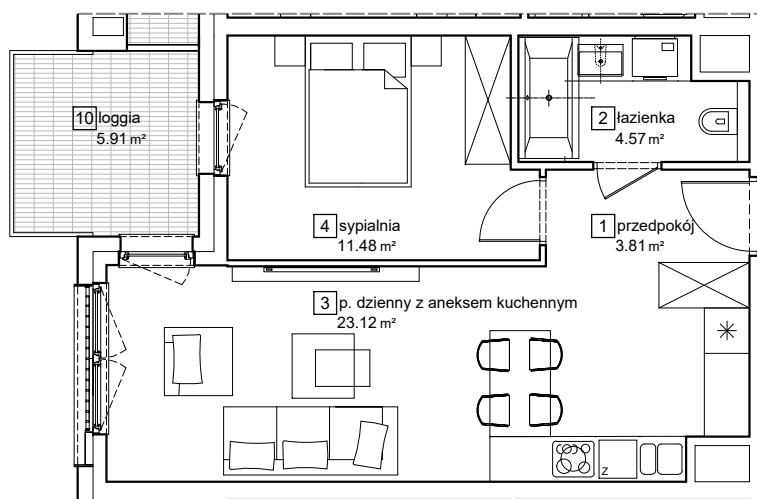 10 loggia
5.91 m²
2 łazienka
4.57 m²
4 sypialnia
11.48 m²
1 przedpokój
3.81 m²
3 p. dzienny z aneksem kuchennym
23.12 m²
Z